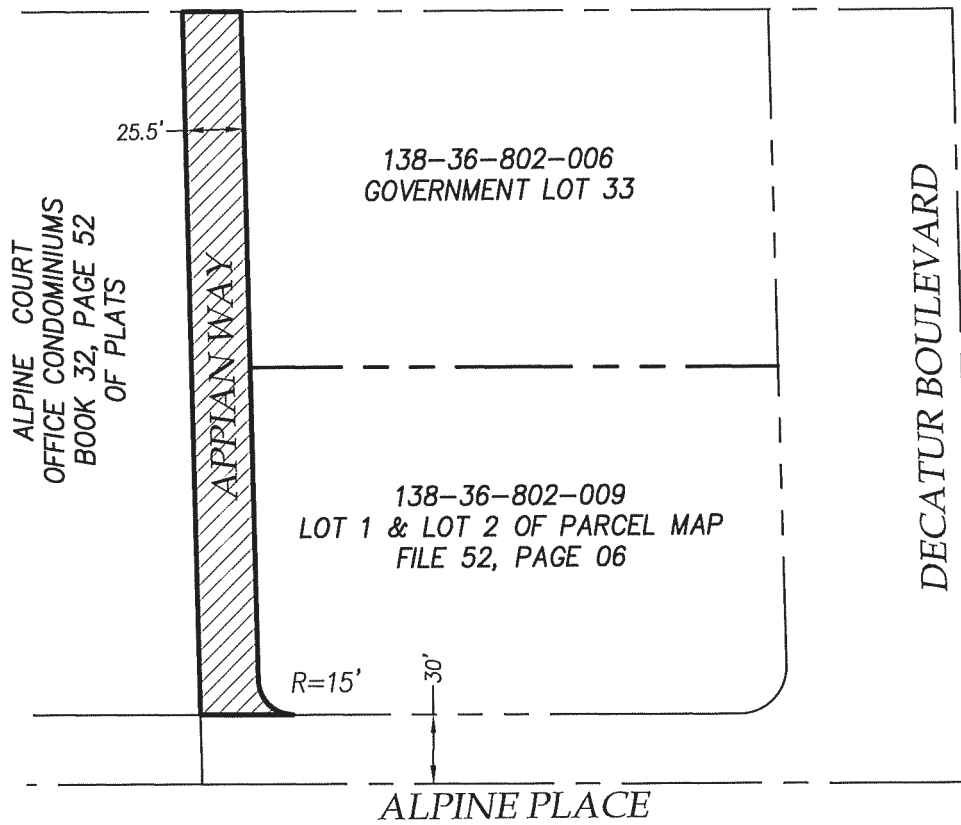 25.5'
138-36-802-006
GOVERNMENT LOT 33
ALPINE COURT
OFFICE CONDOMINIUMS
BOOK 32, PAGE 52
OF PLATS
APPIAN WAY
DECATUR BOULEVARD
138-36-802-009
LOT 1 & LOT 2 OF PARCEL MAP
FILE 52, PAGE 06
R=15'
30'
ALPINE PLACE